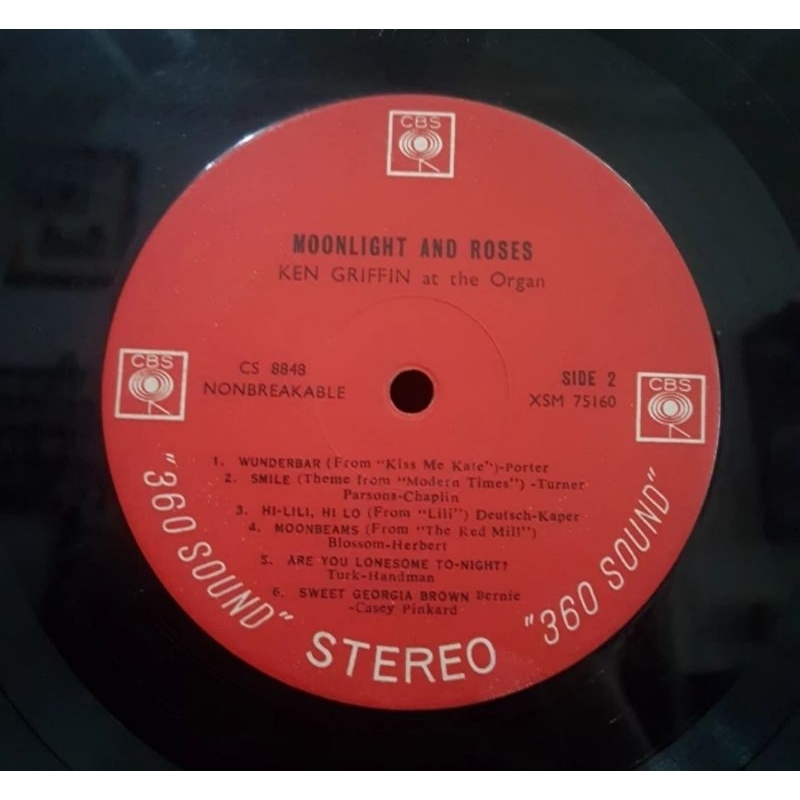 CBS
MOONLIGHT AND ROSES
KEN GRIFFIN at the Organ
CBS
CS 8848
NONBREAKABLE
SIDE 2
XSM 75160
CBS
1. WUNDERBAR (From "Kiss Me Kate")-Porter
2. SMILE (Theme from "Modern Times") -Turner
Parsons-Chaplin
3. HI-LILI, HI LO (From "Lili") Deutsch-Kaper
4. MOONBEAMS (From "The Red Mill")
Blossom-Herbert
5. ARE YOU LONESOME TO-NIGHT?
Turk-Handman
6. SWEET GEORGIA BROWN Bernie
-Casey Pinkard
"360 SOUND"
STEREO
"360 SOUND"